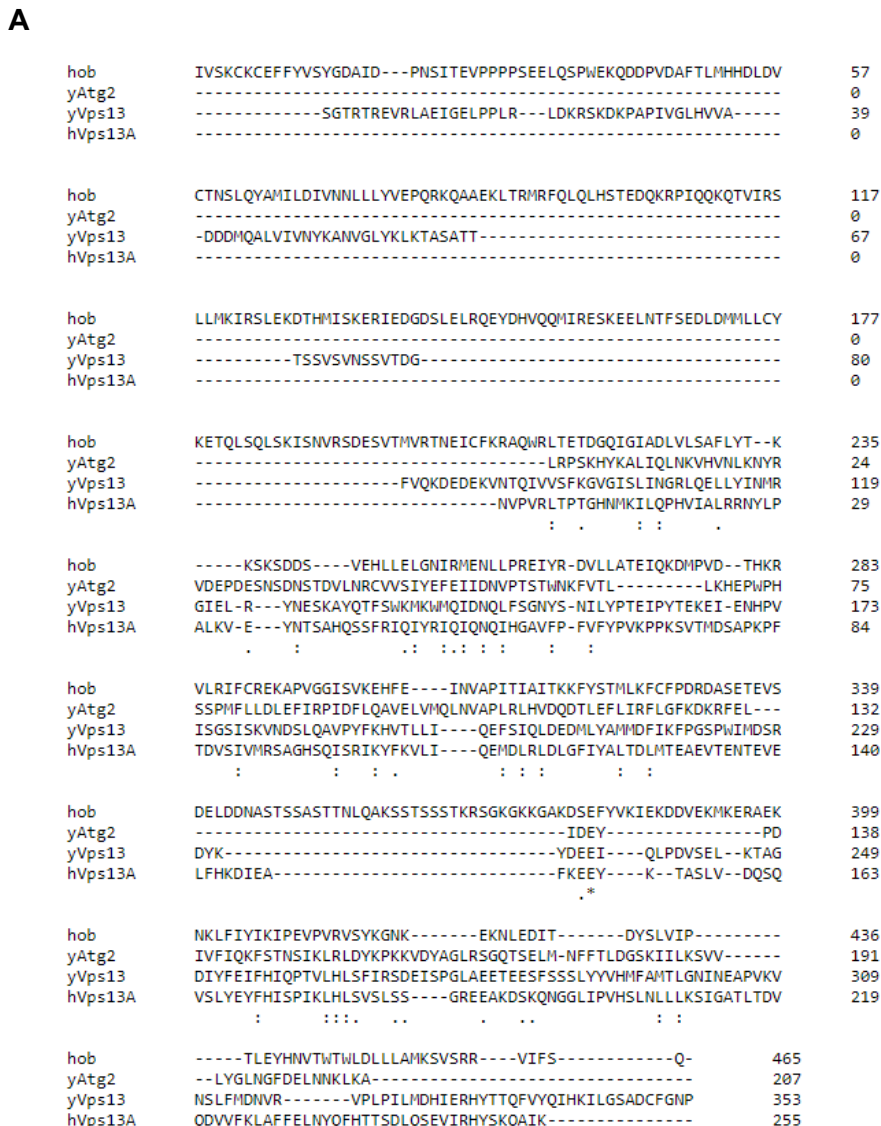 A
hob IVSKCKCEFFYVSYGDAID---PNSITEVPPPPSEELQSPWEKQDDPVDAFTLMHHDLDV 57
yAtg2 ------------------------------------------------------------ 0
yVps13 -------------SGTRTREVRLAEIGELPPLR---LDKRSKDKPAPIVGLHVVA----- 39
hVps13A ------------------------------------------------------------ 0
hob CTNSLQYAMILDIVNNLLLYVEPQRKQAAEKLTRMRFQLQLHSTEDQKRPIQQKQTVIRS 117
yAtg2 ------------------------------------------------------------ 0
yVps13 -DDDMQALVIVNYKANVGLYKLKTASATT------------------------------- 67
hVps13A ------------------------------------------------------------ 0
hob LLMKIRSLEKDTHMISKERIEDGDSLELRQEYDHVQQMIRESKEELNTFSEDLDMMLLCY 177
yAtg2 ------------------------------------------------------------ 0
yVps13 ----------TSSVSVNSSVTDG------------------------------------- 80
hVps13A ------------------------------------------------------------ 0
hob KETQLSQLSKISNVRSDESVTMVRTNEICFKRAQWRLTETDGQIGIADLVLSAFLYT--K 235
yAtg2 ------------------------------------LRPSKHYKALIQLNKVHVNLKNYR 24
yVps13 ---------------------FVQKDEDEKVNTQIVVSFKGVGISLINGRLQELLYINMR 119
hVps13A -------------------------------NVPVRLTPTGHNMKILQPHVIALRRNYLP 29
: . : : .
hob -----KSKSDDS----VEHLLELGNIRMENLLPREIYR-DVLLATEIQKDMPVD--THKR 283
yAtg2 VDEPDESNSDNSTDVLNRCVVSIYEFEIIDNVPTSTWNKFVTL---------LKHEPWPH 75
yVps13 GIEL-R---YNESKAYQTFSWKMKWMQIDNQLFSGNYS-NILYPTEIPYTEKEI-ENHPV 173
hVps13A ALKV-E---YNTSAHQSSFRIQIYRIQIQNQIHGAVFP-FVFYPVKPPKSVTMDSAPKPF 84
. : .: :.: : : : :
hob VLRIFCREKAPVGGISVKEHFE----INVAPITIAITKKFYSTMLKFCFPDRDASETEVS 339
yAtg2 SSPMFLLDLEFIRPIDFLQAVELVMQLNVAPLRLHVDQDTLEFLIRFLGFKDKRFEL--- 132
yVps13 ISGSISKVNDSLQAVPYFKHVTLLI----QEFSIQLDEDMLYAMMDFIKFPGSPWIMDSR 229
hVps13A TDVSIVMRSAGHSQISRIKYFKVLI----QEMDLRLDLGFIYALTDLMTEAEVTENTEVE 140
: : : . : : : : :
hob DELDDNASTSSASTTNLQAKSSTSSSTKRSGKGKKGAKDSEFYVKIEKDDVEKMKERAEK 399
yAtg2 --------------------------------------IDEY----------------PD 138
yVps13 DYK----------------------------------YDEEI----QLPDVSEL--KTAG 249
hVps13A LFHKDIEA-----------------------------FKEEY----K--TASLV--DQSQ 163
.*
hob NKLFIYIKIPEVPVRVSYKGNK-------EKNLEDIT-------DYSLVIP--------- 436
yAtg2 IVFIQKFSTNSIKLRLDYKPKKVDYAGLRSGQTSELM-NFFTLDGSKIILKSVV------ 191
yVps13 DIYFEIFHIQPTVLHLSFIRSDEISPGLAEETEESFSSSLYYVHMFAMTLGNINEAPVKV 309
hVps13A VSLYEYFHISPIKLHLSVSLSS----GREEAKDSKQNGGLIPVHSLNLLLKSIGATLTDV 219
: :::. .. . .. : :
hob -----TLEYHNVTWTWLDLLLAMKSVSRR----VIFS------------Q- 465
yAtg2 --LYGLNGFDELNNKLKA--------------------------------- 207
yVps13 NSLFMDNVR-------VPLPILMDHIERHYTTQFVYQIHKILGSADCFGNP 353
hVps13A QDVVFKLAFFELNYQFHTTSDLQSEVIRHYSKQAIK--------------- 255